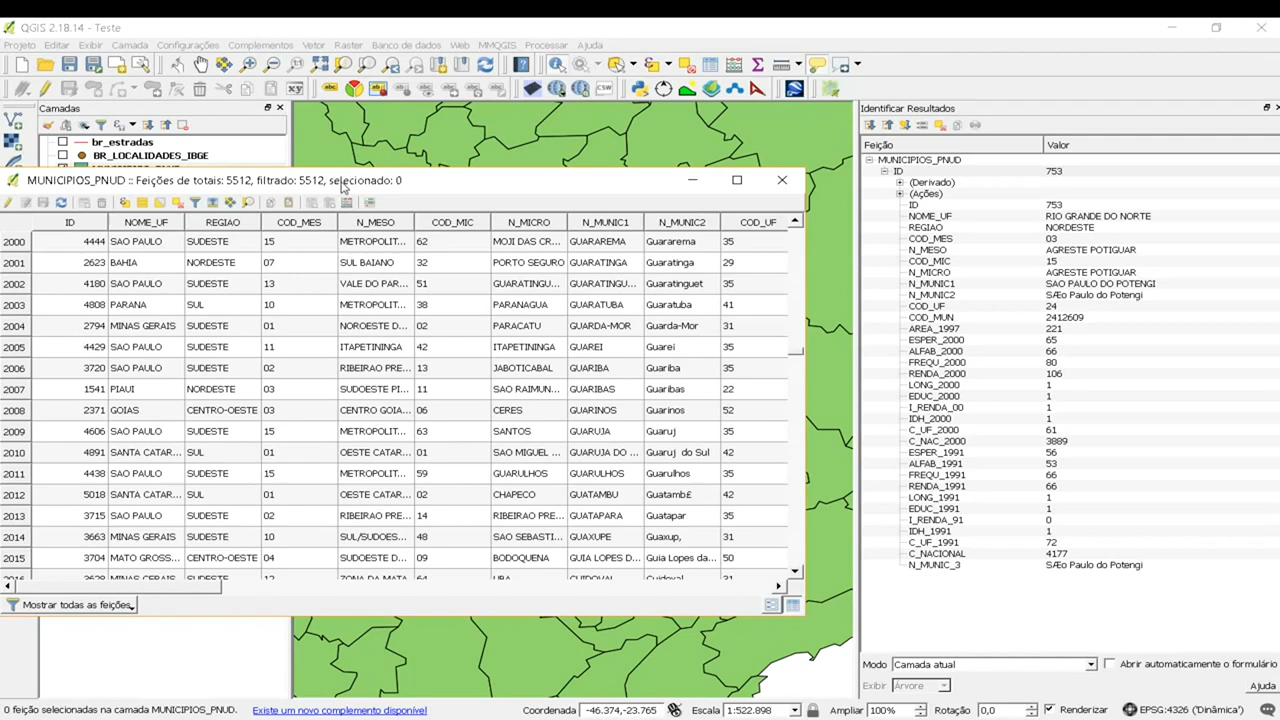 QGIS 2.18.14 - Teste
Projeto Editar Exibir Camada Configurações Complementos Vetor Raster Banco de dados Web MMQGIS Processar Ajuda
Camadas
br_estradas
BR_LOCALIDADES_IBGE
MUNICIPIOS_PNUD :: Feições de totais: 5512, filtrado: 5512, selecionado: 0
ID NOME_UF REGIAO COD_MES N_MESO COD_MIC N_MICRO N_MUNIC1 N_MUNIC2 COD_UF
2000 4444 SAO PAULO SUDESTE 15 METROPOLIT... 62 MOJI DAS CR... GUARAREMA Guararema 35
2001 2623 BAHIA NORDESTE 07 SUL BAIANO 32 PORTO SEGURO GUARATINGA Guaratinga 29
2002 4180 SAO PAULO SUDESTE 13 VALE DO PAR... 51 GUARATINGU... GUARATINGU... Guaratinguet 35
2003 4808 PARANA SUL 10 METROPOLIT... 38 PARANAGUA GUARATUBA Guaratuba 41
2004 2794 MINAS GERAIS SUDESTE 01 NOROESTE D... 02 PARACATU GUARDA-MOR Guarda-Mor 31
2005 4429 SAO PAULO SUDESTE 11 ITAPETININGA 42 ITAPETININGA GUAREI Guarei 35
2006 3720 SAO PAULO SUDESTE 02 RIBEIRAO PRE... 13 JABOTICABAL GUARIBA Guariba 35
2007 1541 PIAUI NORDESTE 03 SUDOESTE PI... 11 SAO RAIMUN... GUARIBAS Guaribas 22
2008 2371 GOIAS CENTRO-OESTE 03 CENTRO GOIA... 06 CERES GUARINOS Guarinos 52
2009 4606 SAO PAULO SUDESTE 15 METROPOLIT... 63 SANTOS GUARUJA Guaruj 35
2010 4891 SANTA CATAR... SUL 01 OESTE CATAR... 01 SAO MIGUEL ... GUARUJA DO ... Guaruj do Sul 42
2011 4438 SAO PAULO SUDESTE 15 METROPOLIT... 59 GUARULHOS GUARULHOS Guarulhos 35
2012 5018 SANTA CATAR... SUL 01 OESTE CATAR... 02 CHAPECO GUATAMBU Guatamb£ 42
2013 3715 SAO PAULO SUDESTE 02 RIBEIRAO PRE... 14 RIBEIRAO PRE... GUATAPARA Guatapar 35
2014 3663 MINAS GERAIS SUDESTE 10 SUL/SUDOES... 48 SAO SEBASTI... GUAXUPE Guaxup, 31
2015 3704 MATO GROSS... CENTRO-OESTE 04 SUDOESTE D... 09 BODOQUENA GUIA LOPES D... Guia Lopes da... 50
Mostrar todas as feições
Identificar Resultados
Feição Valor
MUNICIPIOS_PNUD
ID 753
(Derivado)
(Ações)
ID 753
NOME_UF RIO GRANDE DO NORTE
REGIAO NORDESTE
COD_MES 03
N_MESO AGRESTE POTIGUAR
COD_MIC 15
N_MICRO AGRESTE POTIGUAR
N_MUNIC1 SAO PAULO DO POTENGI
N_MUNIC2 SÆo Paulo do Potengi
COD_UF 24
COD_MUN 2412609
AREA_1997 221
ESPER_2000 65
ALFAB_2000 66
FREQU_2000 80
RENDA_2000 106
LONG_2000 1
EDUC_2000 1
I_RENDA_00 1
IDH_2000 1
C_UF_2000 61
C_NAC_2000 3889
ESPER_1991 56
ALFAB_1991 53
FREQU_1991 66
RENDA_1991 66
LONG_1991 1
EDUC_1991 1
I_RENDA_91 0
IDH_1991 1
C_UF_1991 72
C_NACIONAL 4177
N_MUNIC_3 SÆo Paulo do Potengi
Modo Camada atual Abrir automaticamente o formulário
Exibir Árvore Ajuda
0 feição selecionadas na camada MUNICIPIOS_PNUD. Existe um novo complemento disponível Coordenada -46.374,-23.765 Escala 1:522.898 Ampliar 100% Rotação 0,0 Renderizar EPSG:4326 ('Dinâmica')